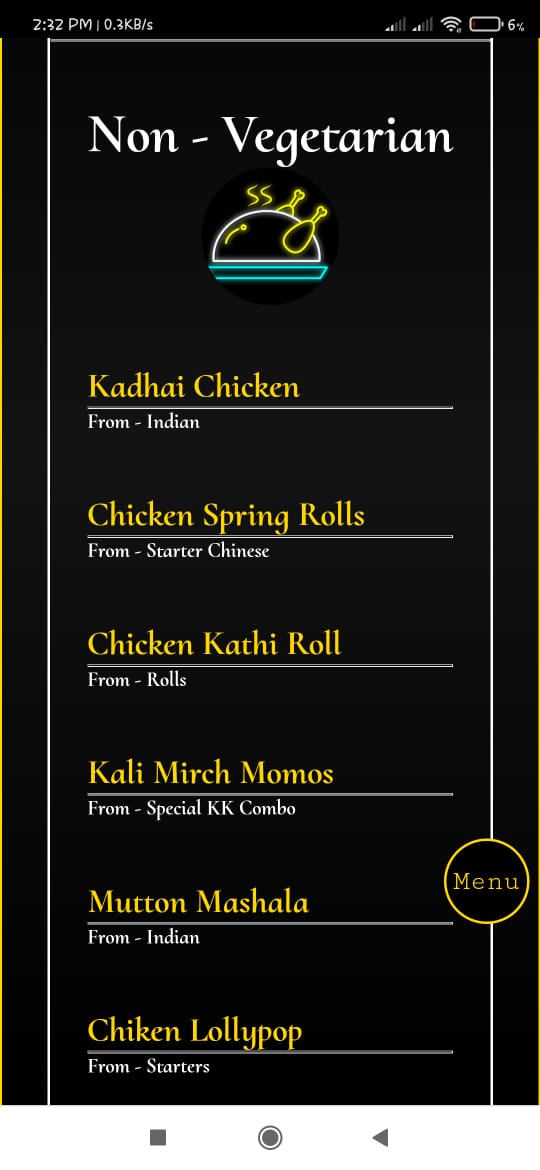 2:32 PM | 0.3KB/s
6%
Non - Vegetarian
Kadhai Chicken
From - Indian
Chicken Spring Rolls
From - Starter Chinese
Chicken Kathi Roll
From - Rolls
Kali Mirch Momos
From - Special KK Combo
Menu
Mutton Mashala
From - Indian
Chiken Lollypop
From - Starters